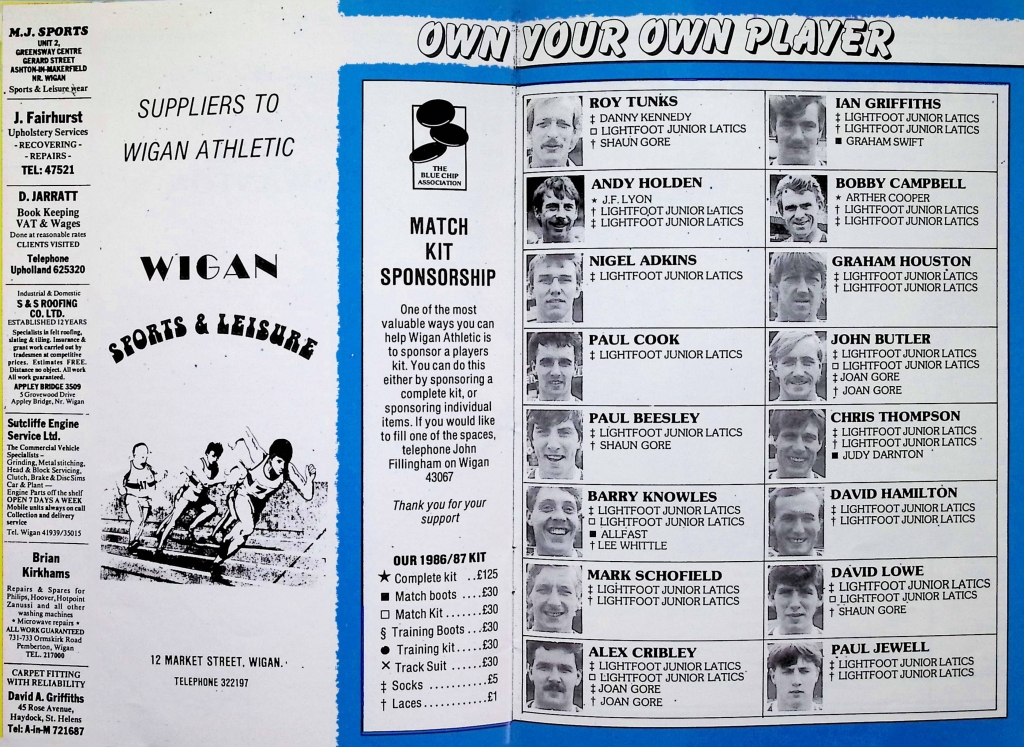 M.J. SPORTS
UNIT 2,
GREENSWAY CENTRE
GERARD STREET
ASHTON-IN-MAKERFIELD
NR. WIGAN
Sports & Leisure wear
J. Fairhurst
Upholstery Services
- RECOVERING -
- REPAIRS -
TEL: 47521
D. JARRATT
Book Keeping
VAT & Wages
Done at reasonable rates
CLIENTS VISITED
Telephone
Upholland 625320
Industrial & Domestic
S & S ROOFING
CO. LTD.
ESTABLISHED 12 YEARS
Specialists in felt roofing,
slating & tiling. Insurance &
grant work carried out by
tradesmen at competitive
prices. Estimates FREE.
Distance no object. All work
All work guaranteed.
APPLEY BRIDGE 3509
5 Grovewood Drive
Appley Bridge, Nr. Wigan
Sutcliffe Engine
Service Ltd.
The Commercial Vehicle
Specialists –
Grinding, Metal stitching,
Head & Block Servicing,
Clutch, Brake & Disc Sims
Car & Plant —
Engine Parts off the shelf
OPEN 7 DAYS A WEEK
Mobile units always on call
Collection and delivery
service
Tel. Wigan 41939/35015
Brian
Kirkhams
Repairs & Spares for
Philips, Hoover, Hotpoint
Zanussi and all other
washing machines
* Microwave repairs *
ALL WORK GUARANTEED
731-733 Ormskirk Road
Pemberton, Wigan
TEL. 217000
CARPET FITTING
WITH RELIABILITY
David A. Griffiths
45 Rose Avenue,
Haydock, St. Helens
Tel: A-in-M 721687
SUPPLIERS TO
WIGAN ATHLETIC
WIGAN
SPORTS & LEISURE
12 MARKET STREET, WIGAN.
TELEPHONE 322197
OWN YOUR OWN PLAYER
THE
BLUE CHIP
ASSOCIATION
MATCH
KIT
SPONSORSHIP
One of the most
valuable ways you can
help Wigan Athletic is
to sponsor a players
kit. You can do this
either by sponsoring a
complete kit, or
sponsoring individual
items. If you would like
to fill one of the spaces,
telephone John
Fillingham on Wigan
43067
Thank you for your
support
OUR 1986/87 KIT
★ Complete kit ..£125
■ Match boots ....£30
□ Match Kit ......£30
§ Training Boots ...£30
● Training kit.....£30
✕ Track Suit ......£30
‡ Socks ..........£5
† Laces...........£1
ROY TUNKS
‡ DANNY KENNEDY
□ LIGHTFOOT JUNIOR LATICS
† SHAUN GORE
ANDY HOLDEN
★ J.F. LYON
† LIGHTFOOT JUNIOR LATICS
‡ LIGHTFOOT JUNIOR LATICS
NIGEL ADKINS
‡ LIGHTFOOT JUNIOR LATICS
PAUL COOK
‡ LIGHTFOOT JUNIOR LATICS
PAUL BEESLEY
‡ LIGHTFOOT JUNIOR LATICS
† SHAUN GORE
BARRY KNOWLES
‡ LIGHTFOOT JUNIOR LATICS
□ LIGHTFOOT JUNIOR LATICS
■ ALLFAST
† LEE WHITTLE
MARK SCHOFIELD
‡ LIGHTFOOT JUNIOR LATICS
† LIGHTFOOT JUNIOR LATICS
ALEX CRIBLEY
‡ LIGHTFOOT JUNIOR LATICS
□ LIGHTFOOT JUNIOR LATICS
‡ JOAN GORE
† JOAN GORE
IAN GRIFFITHS
‡ LIGHTFOOT JUNIOR LATICS
† LIGHTFOOT JUNIOR LATICS
■ GRAHAM SWIFT
BOBBY CAMPBELL
★ ARTHER COOPER
† LIGHTFOOT JUNIOR LATICS
‡ LIGHTFOOT JUNIOR LATICS
GRAHAM HOUSTON
‡ LIGHTFOOT JUNIOR LATICS
† LIGHTFOOT JUNIOR LATICS
JOHN BUTLER
‡ LIGHTFOOT JUNIOR LATICS
□ LIGHTFOOT JUNIOR LATICS
‡ JOAN GORE
† JOAN GORE
CHRIS THOMPSON
‡ LIGHTFOOT JUNIOR LATICS
† LIGHTFOOT JUNIOR LATICS
■ JUDY DARNTON
DAVID HAMILTON
‡ LIGHTFOOT JUNIOR LATICS
† LIGHTFOOT JUNIOR LATICS
DAVID LOWE
‡ LIGHTFOOT JUNIOR LATICS
□ LIGHTFOOT JUNIOR LATICS
† SHAUN GORE
PAUL JEWELL
‡ LIGHTFOOT JUNIOR LATICS
† LIGHTFOOT JUNIOR LATICS